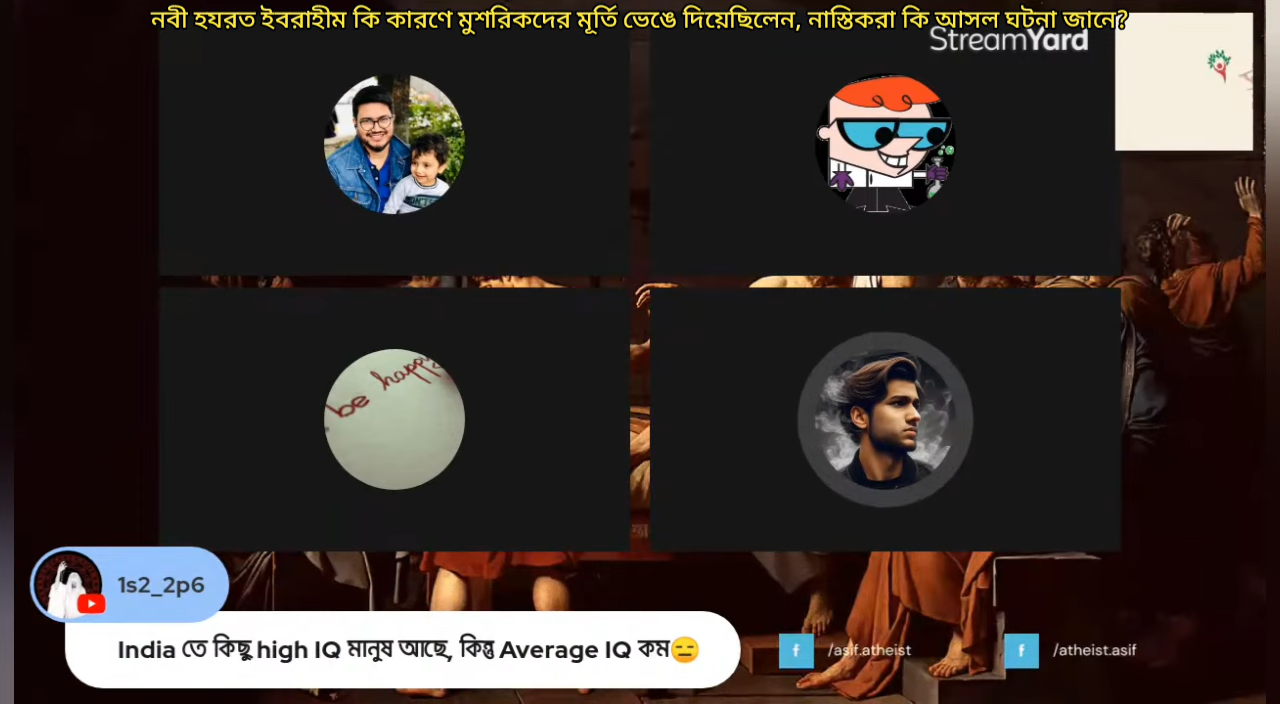 নবী হযরত ইবরাহীম কি কারণে মুশরিকদের মূর্তি ভেঙে দিয়েছিলেন, নাস্তিকরা কি আসল ঘটনা জানে?
StreamYard
be happy
1s2_2p6
India তে কিছু high IQ মানুষ আছে, কিন্তু Average IQ কম😑
/asif.atheist
/atheist.asif